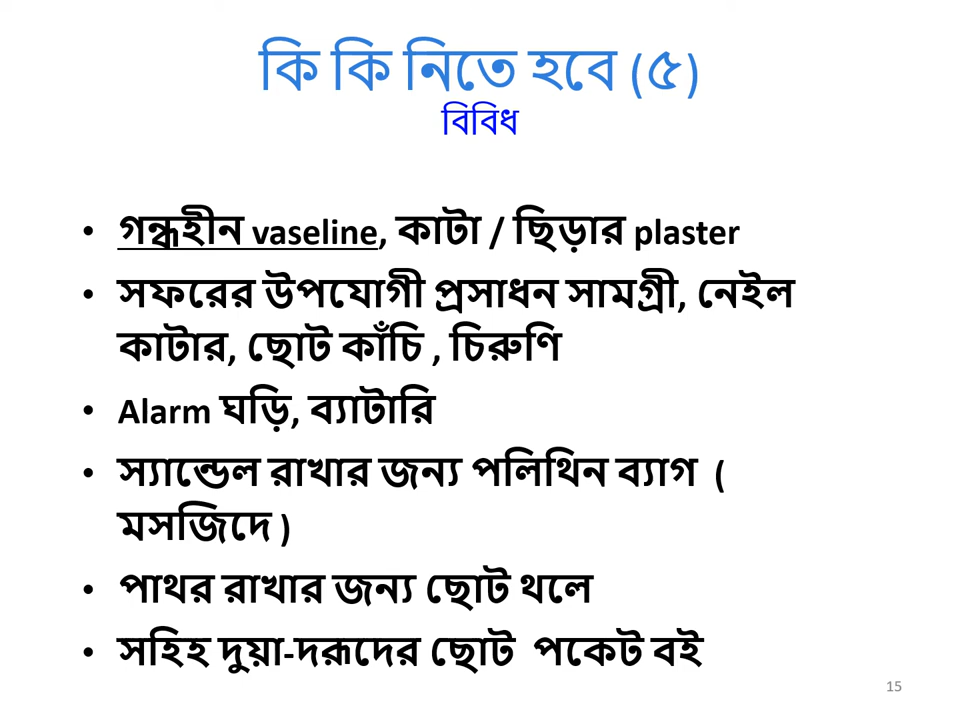 কি কি নিতে হবে (৫)
বিবিধ
• গন্ধহীন vaseline, কাটা / ছিড়ার plaster
• সফরের উপযোগী প্রসাধন সামগ্রী, নেইল
কাটার, ছোট কাঁচি , চিরুণি
• Alarm ঘড়ি, ব্যাটারি
• স্যান্ডেল রাখার জন্য পলিথিন ব্যাগ (
মসজিদে )
• পাথর রাখার জন্য ছোট থলে
• সহিহ দুয়া-দরূদের ছোট পকেট বই
15